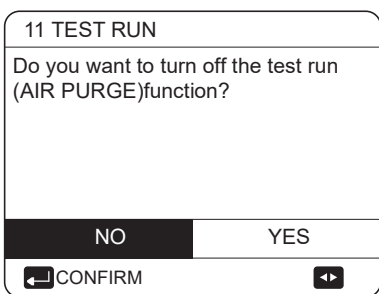 11 TEST RUN
Do you want to turn off the test run
(AIR PURGE)function?
NO YES
CONFIRM